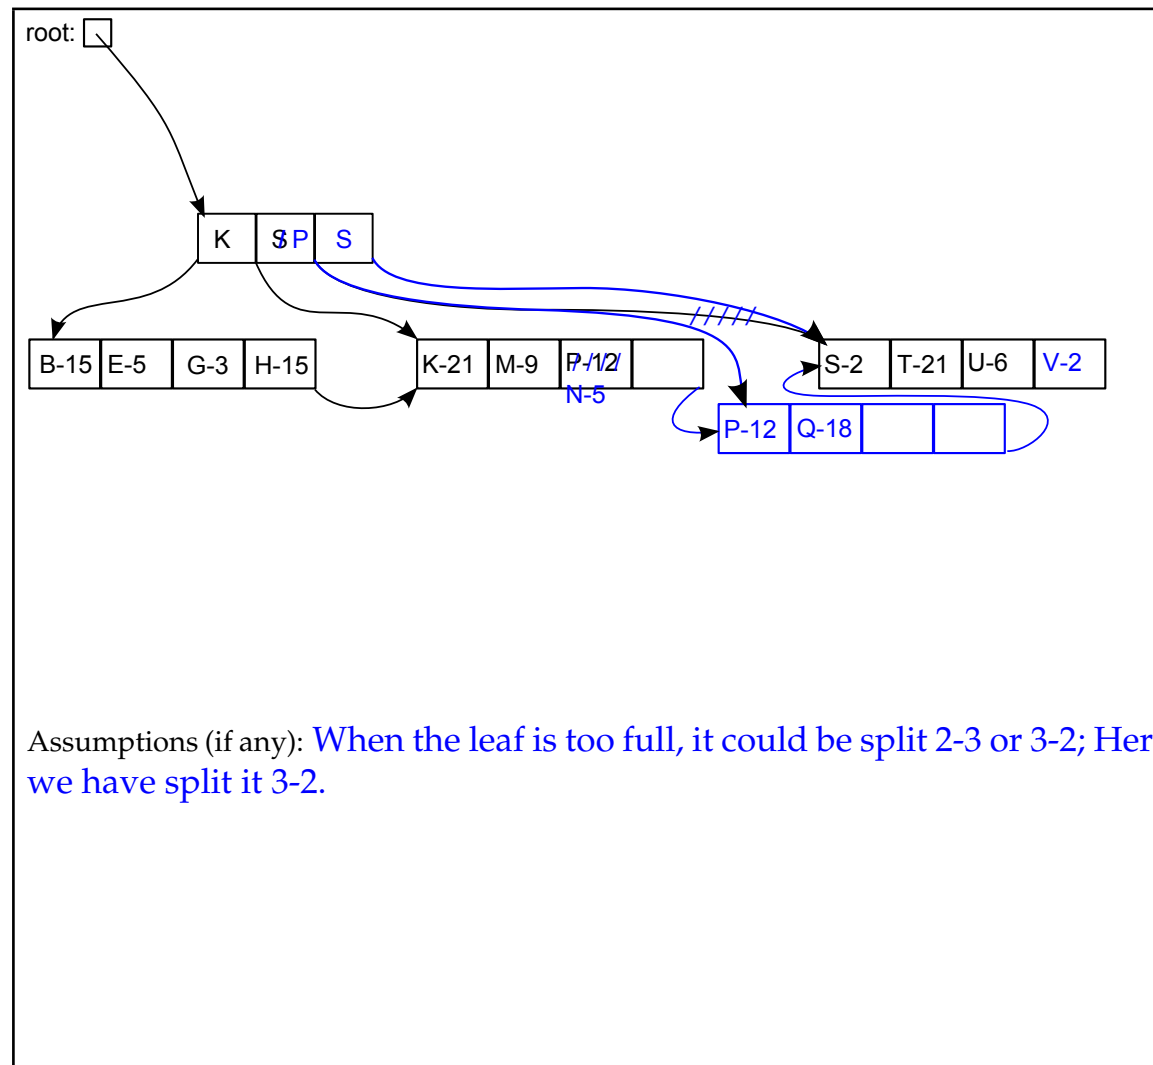 root:
K S P S
B-15 E-5 G-3 H-15 K-21 M-9 P-12 S-2 T-21 U-6 V-2
N-5
P-12 Q-18
Assumptions (if any): When the leaf is too full, it could be split 2-3 or 3-2; Her
we have split it 3-2.